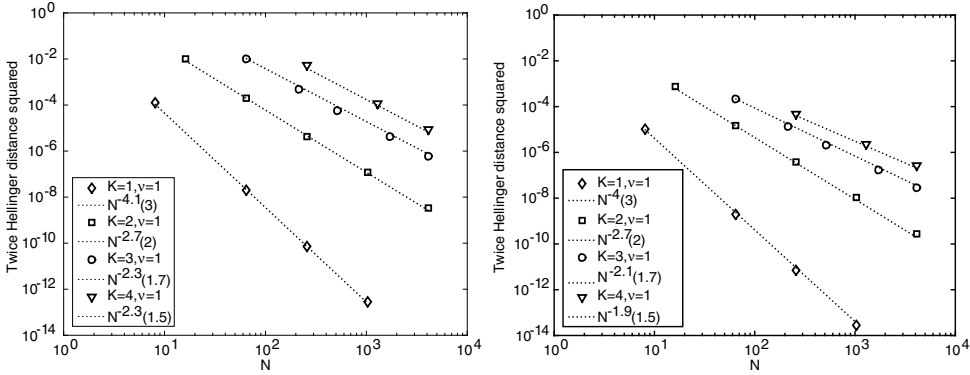 Twice Hellinger distance squared
10^-2
10^-4
10^-6
10^-8
10^-10
10^-12
10^-14
K=1,ν=1
N^-4.1(3)
K=2,ν=1
N^-2.7(2)
K=3,ν=1
N^-2.3(1.7)
K=4,ν=1
N^-2.3(1.5)
10^0
10^1
10^2
10^3
10^4
N
Twice Hellinger distance squared
10^-2
10^-4
10^-6
10^-8
10^-10
10^-12
10^-14
K=1,ν=1
N^-4(3)
K=2,ν=1
N^-2.7(2)
K=3,ν=1
N^-2.1(1.7)
K=4,ν=1
N^-1.9(1.5)
10^0
10^1
10^2
10^3
10^4
N